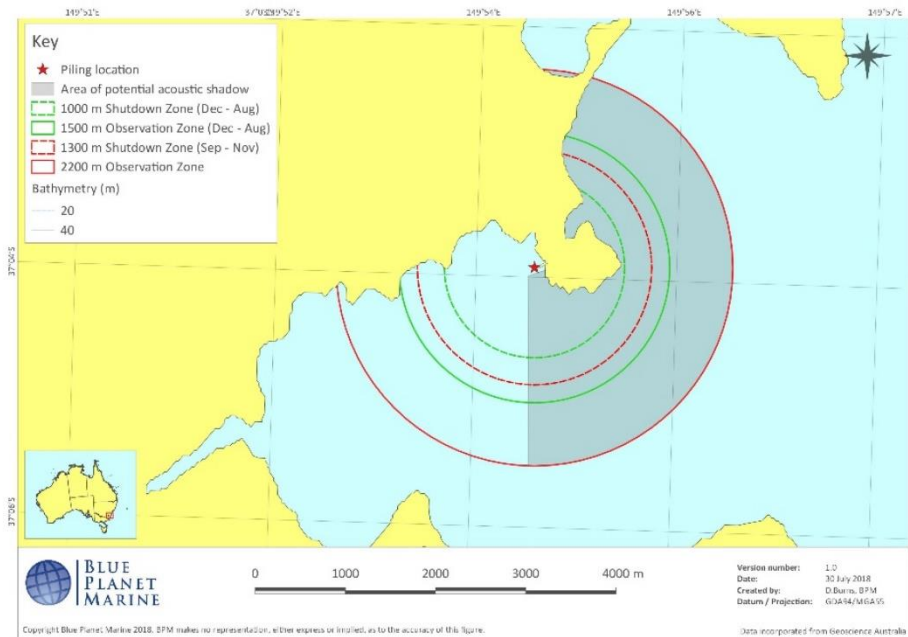 149°51'E
149°52'E
149°54'E
149°56'E
149°57'E
Key
Piling location
Area of potential acoustic shadow
1000 m Shutdown Zone (Dec - Aug)
1500 m Observation Zone (Dec - Aug)
1300 m Shutdown Zone (Sep - Nov)
2200 m Observation Zone
Bathymetry (m)
20
40
37°04'S
37°06'S
BLUE
PLANET
MARINE
0 1000 2000 3000 4000 m
Version number: 1.0
Date: 30 July 2018
Created by: D.Burns, BPM
Datum / Projection: GDA94/MGA55
Copyright Blue Planet Marine 2018. BPM makes no representation, either express or implied, as to the accuracy of this figure.
Data incorporated from Geoscience Australia